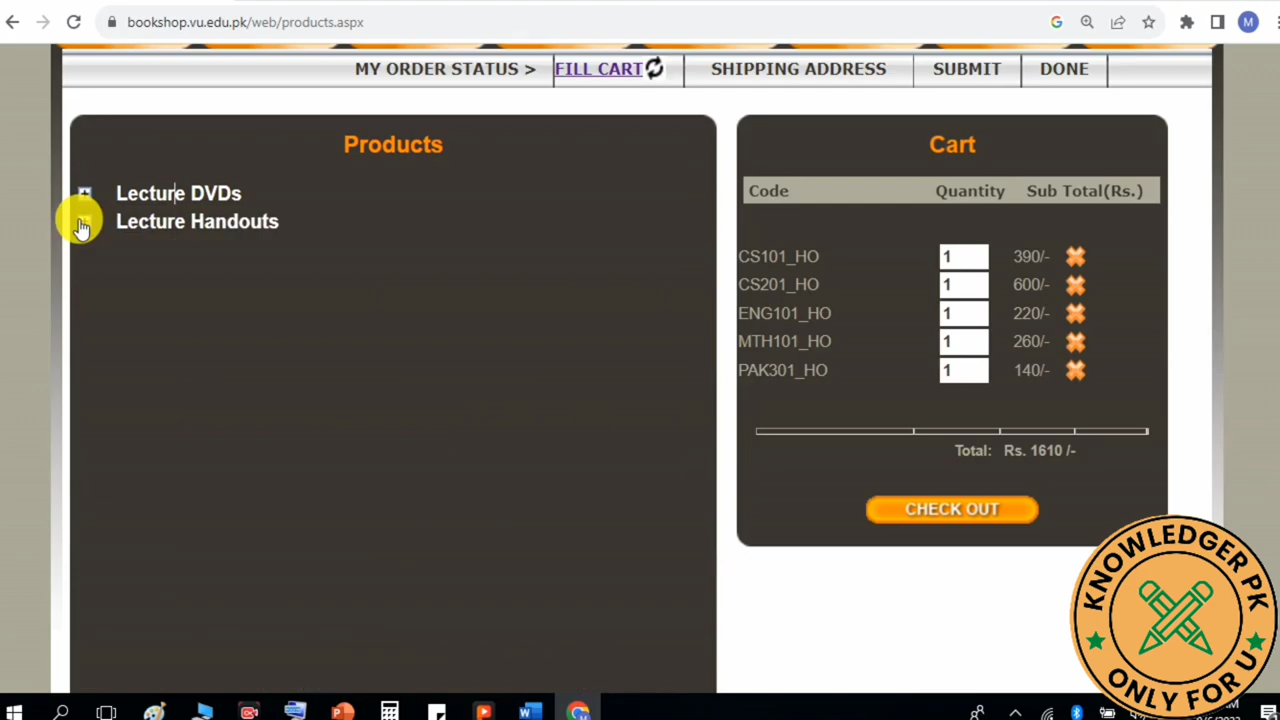 bookshop.vu.edu.pk/web/products.aspx
M
MY ORDER STATUS > FILL CART SHIPPING ADDRESS SUBMIT DONE
Products
Lecture DVDs
Lecture Handouts
Cart
Code Quantity Sub Total(Rs.)
CS101_HO 1 390/-
CS201_HO 1 600/-
ENG101_HO 1 220/-
MTH101_HO 1 260/-
PAK301_HO 1 140/-
Total: Rs. 1610 /-
CHECK OUT
KNOWLEDGER PK
ONLY FOR U